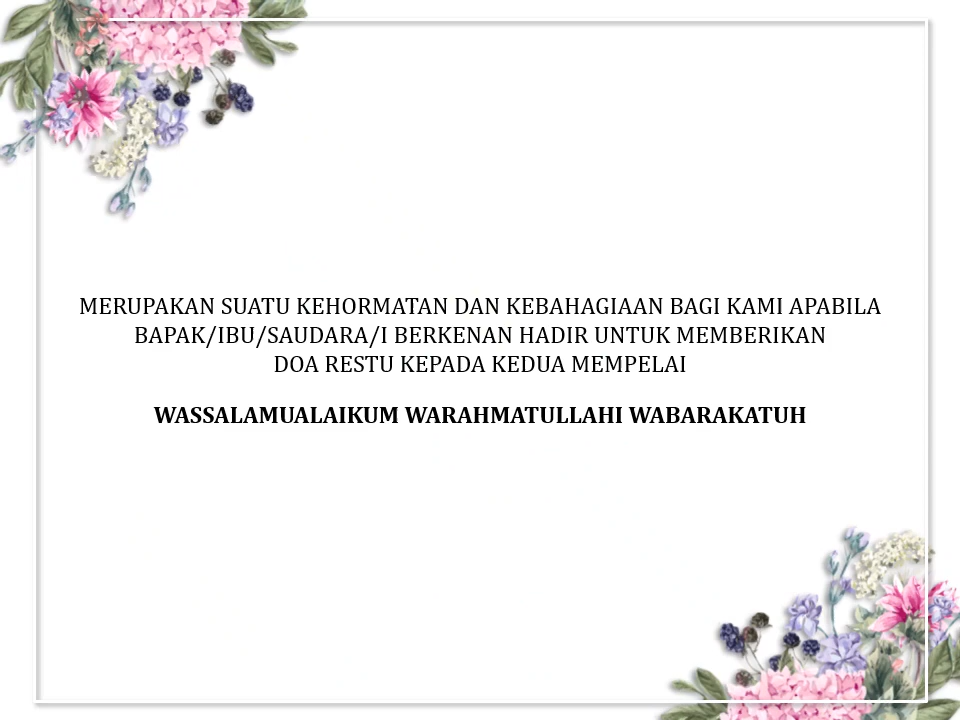 MERUPAKAN SUATU KEHORMATAN DAN KEBAHAGIAAN BAGI KAMI APABILA
BAPAK/IBU/SAUDARA/I BERKENAN HADIR UNTUK MEMBERIKAN
DOA RESTU KEPADA KEDUA MEMPELAI
WASSALAMUALAIKUM WARAHMATULLAHI WABARAKATUH